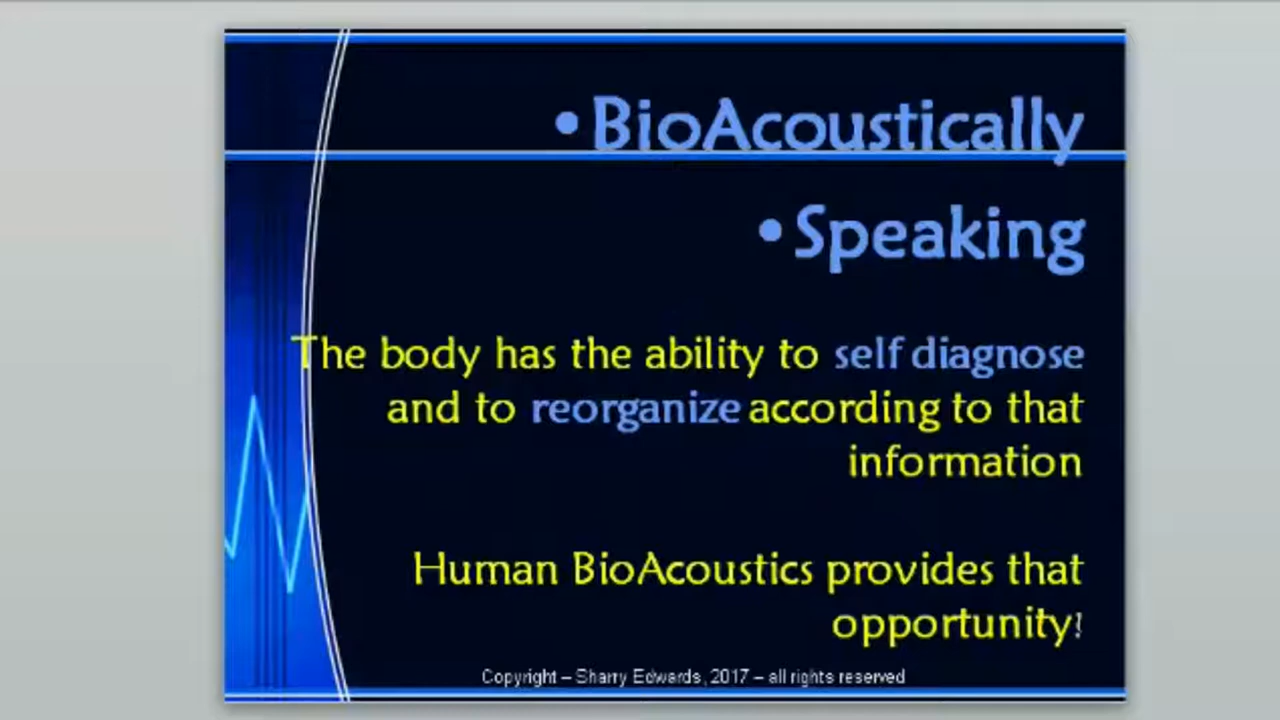 •BioAcoustically
•Speaking
The body has the ability to self diagnose
and to reorganize according to that
information
Human BioAcoustics provides that
opportunity!
Copyright – Sharry Edwards, 2017 – all rights reserved